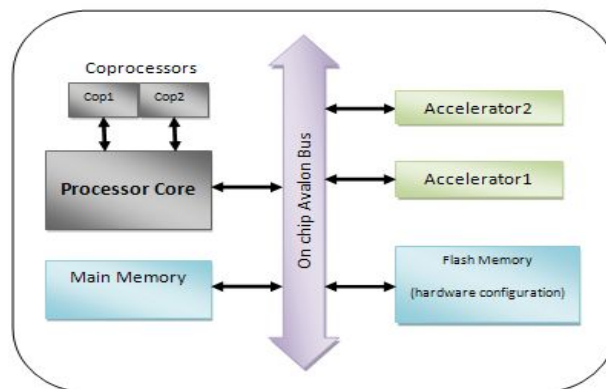 Coprocessors
Cop1
Cop2
Processor Core
Main Memory
On chip Avalon Bus
Accelerator2
Accelerator1
Flash Memory
(hardware configuration)